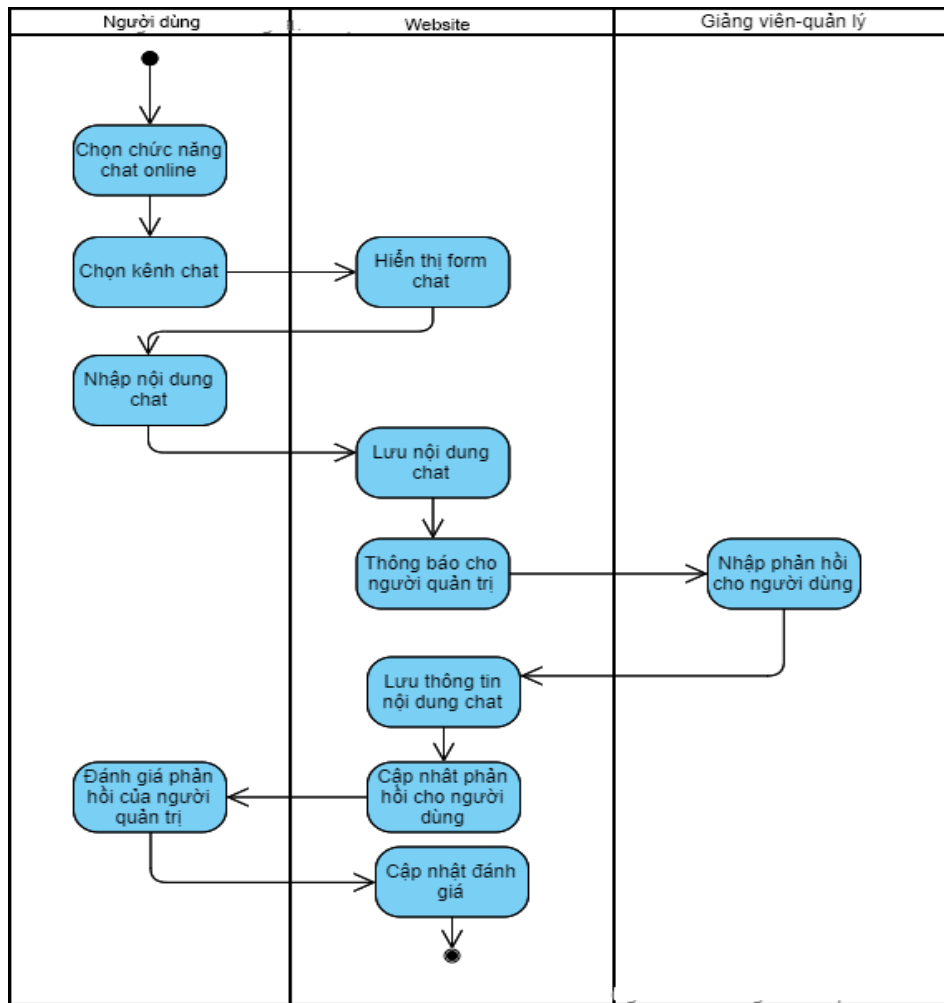 Người dùng
Website
Giảng viên-quản lý
Chọn chức năng
chat online
Chọn kênh chat
Hiển thị form
chat
Nhập nội dung
chat
Lưu nội dung
chat
Thông báo cho
người quản trị
Nhập phản hồi
cho người dùng
Lưu thông tin
nội dung chat
Cập nhât phản
hồi cho người
dùng
Đánh giá phản
hồi của người
quản trị
Cập nhật đánh
giá